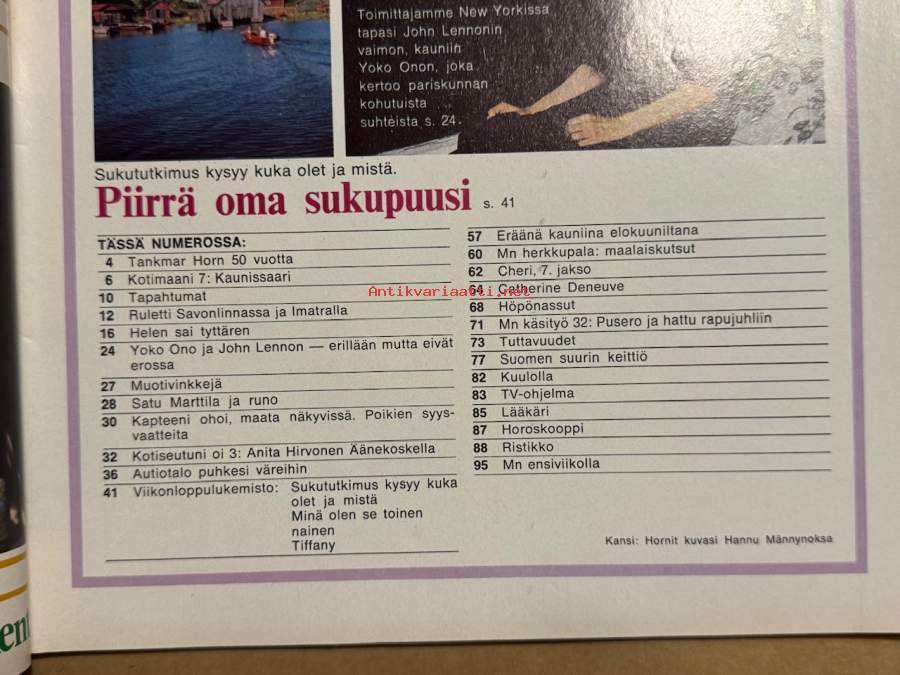 Toimittajamme New Yorkissa
tapasi John Lennonin
vaimon, kauniin
Yoko Onon, joka
kertoo pariskunnan
kohutuista
suhteista s. 24.
Sukututkimus kysyy kuka olet ja mistä.
Piirrä oma sukupuusi s. 41
TÄSSÄ NUMEROSSA:
4 Tankmar Horn 50 vuotta
6 Kotimaani 7: Kaunissaari
10 Tapahtumat
12 Ruletti Savonlinnassa ja Imatralla
16 Helen sai tyttären
24 Yoko Ono ja John Lennon — erillään mutta eivät
erossa
27 Muotivinkkejä
28 Satu Marttila ja runo
30 Kapteeni ohoi, maata näkyvissä. Poikien syys-
vaatteita
32 Kotiseutuni oi 3: Anita Hirvonen Äänekoskella
36 Autiotalo puhkesi väreihin
41 Viikonloppulukemisto: Sukututkimus kysyy kuka
olet ja mistä
Minä olen se toinen
nainen
Tiffany
57 Eräänä kauniina elokuuniltana
60 Mn herkkupala: maalaiskutsut
62 Cheri, 7. jakso
64 Catherine Deneuve
68 Höpönassut
71 Mn käsityö 32: Pusero ja hattu rapujuhliin
73 Tuttavuudet
77 Suomen suurin keittiö
82 Kuulolla
83 TV-ohjelma
85 Lääkäri
87 Horoskooppi
88 Ristikko
95 Mn ensiviikolla
Kansi: Hornit kuvasi Hannu Männynoksa
Antikvariaatti.net